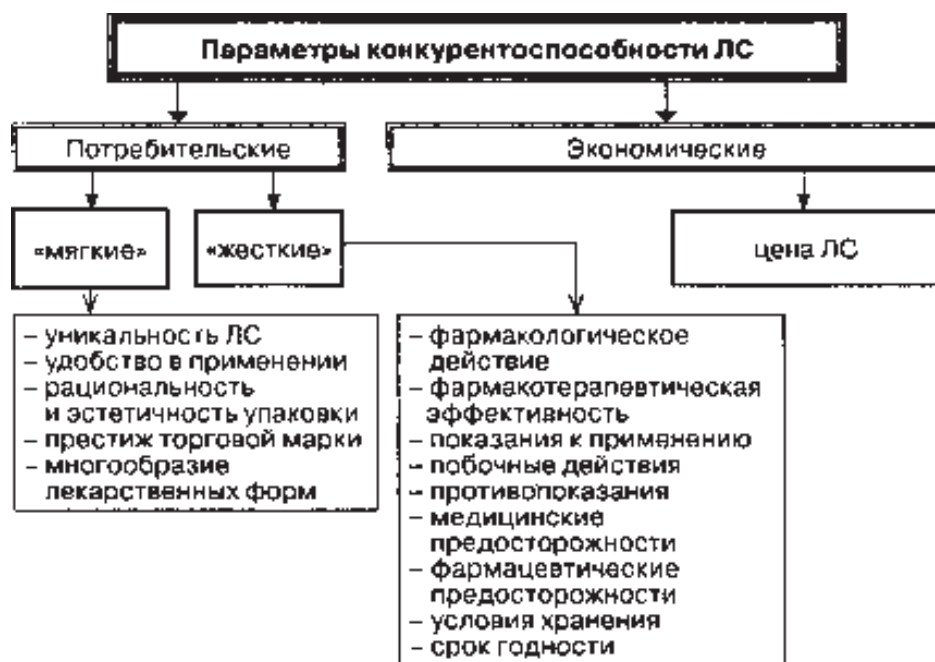 Параметры конкурентоспособности ЛС
Потребительские
Экономические
«мягкие»
«жесткие»
цена ЛС
– уникальность ЛС
– удобство в применении
– рациональность
и эстетичность упаковки
– престиж торговой марки
– многообразие
лекарственных форм
– фармакологическое
действие
– фармакотерапевтическая
эффективность
– показания к применению
– побочные действия
– противопоказания
– медицинские
предосторожности
– фармацевтические
предосторожности
– условия хранения
– срок годности